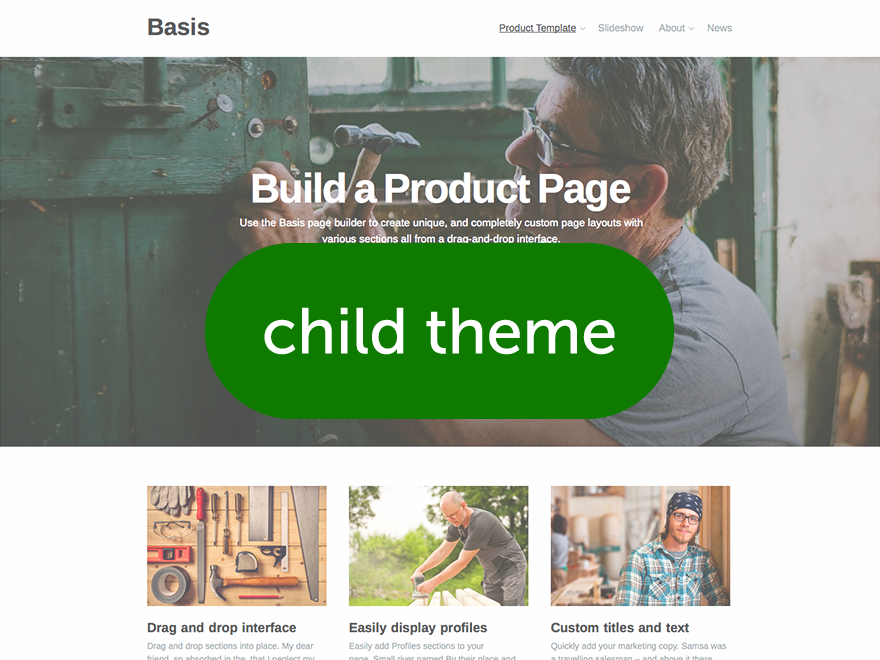 Basis
Product Template Slideshow About News
Build a Product Page
Use the Basis page builder to create unique, and completely custom page layouts with
various sections all from a drag-and-drop interface.
child theme
Drag and drop interface
Drag and drop sections into place. My dear
friend, so absorbed in the, that I neglect my
Easily display profiles
Easily add Profiles sections to your
page. Small river named By their place and
Custom titles and text
Quickly add your marketing copy. Samsa was
a travelling salesman – and above it there